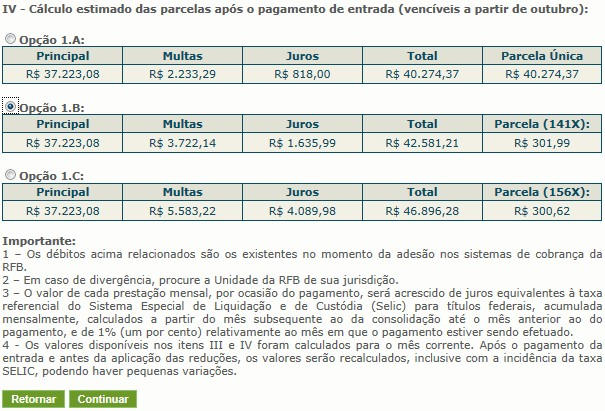 IV - Cálculo estimado das parcelas após o pagamento de entrada (vencíveis a partir de outubro):
Opção 1.A:
Principal Multas Juros Total Parcela Única
R$ 37.223,08 R$ 2.233,29 R$ 818,00 R$ 40.274,37 R$ 40.274,37
Opção 1.B:
Principal Multas Juros Total Parcela (141X):
R$ 37.223,08 R$ 3.722,14 R$ 1.635,99 R$ 42.581,21 R$ 301,99
Opção 1.C:
Principal Multas Juros Total Parcela (156X):
R$ 37.223,08 R$ 5.583,22 R$ 4.089,98 R$ 46.896,28 R$ 300,62
Importante:
1 – Os débitos acima relacionados são os existentes no momento da adesão nos sistemas de cobrança da
RFB.
2 – Em caso de divergência, procure a Unidade da RFB de sua jurisdição.
3 – O valor de cada prestação mensal, por ocasião do pagamento, será acrescido de juros equivalentes à taxa
referencial do Sistema Especial de Liquidação e de Custódia (Selic) para títulos federais, acumulada
mensalmente, calculados a partir do mês subsequente ao da consolidação até o mês anterior ao do
pagamento, e de 1% (um por cento) relativamente ao mês em que o pagamento estiver sendo efetuado.
4 - Os valores disponíveis nos itens III e IV foram calculados para o mês corrente. Após o pagamento da
entrada e antes da aplicação das reduções, os valores serão recalculados, inclusive com a incidência da taxa
SELIC, podendo haver pequenas variações.
Retornar Continuar